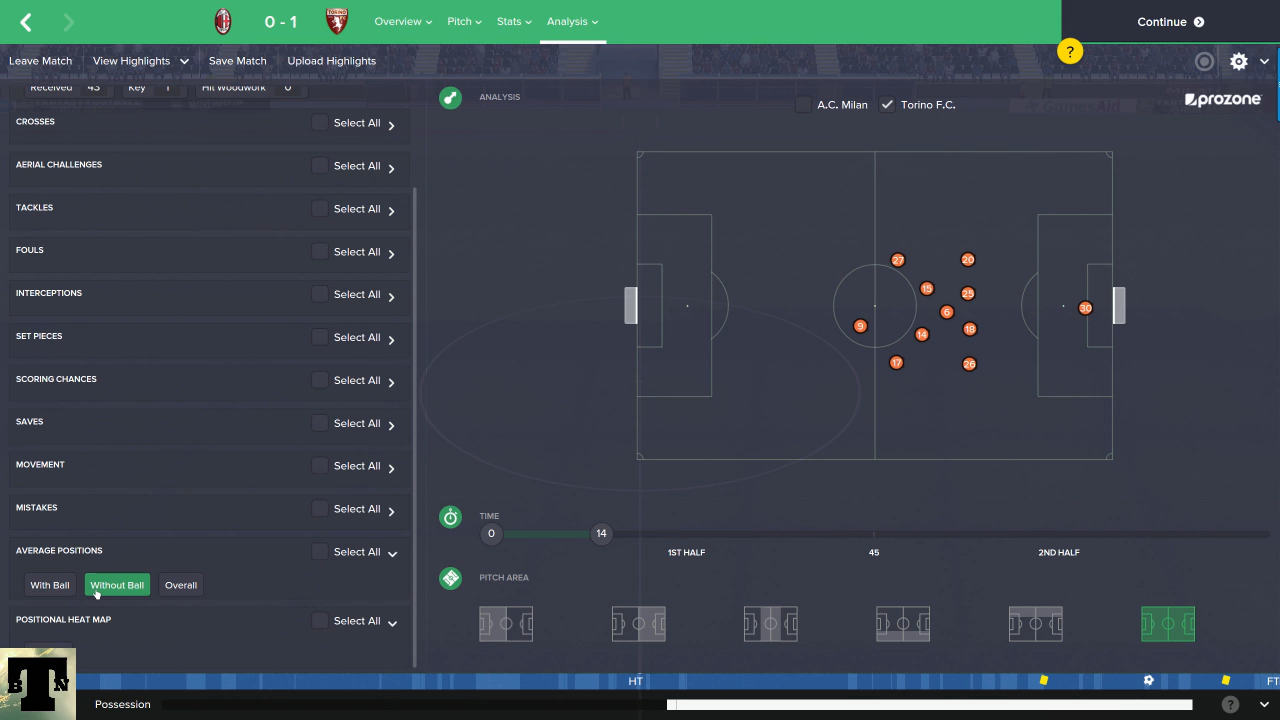 0 - 1
Overview
Pitch
Stats
Analysis
Continue
?
Leave Match
View Highlights
Save Match
Upload Highlights
Received 43 Key 1 Hit Woodwork 0
ANALYSIS
A.C. Milan
Torino F.C.
prozone
CROSSES Select All
AERIAL CHALLENGES Select All
TACKLES Select All
FOULS Select All
INTERCEPTIONS Select All
SET PIECES Select All
SCORING CHANCES Select All
SAVES Select All
MOVEMENT Select All
MISTAKES Select All
AVERAGE POSITIONS Select All
With Ball Without Ball Overall
POSITIONAL HEAT MAP Select All
27 20
15 25
6 30
9 14 18
17 26
TIME
0 14
1ST HALF 45 2ND HALF
PITCH AREA
HT FT
Possession
?
B T N